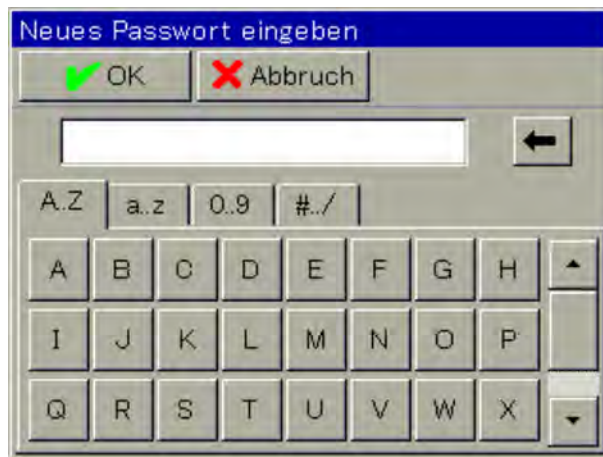 Neues Passwort eingeben
OK Abbruch
A..Z a..z 0..9 #../
A B C D E F G H
I J K L M N O P
Q R S T U V W X